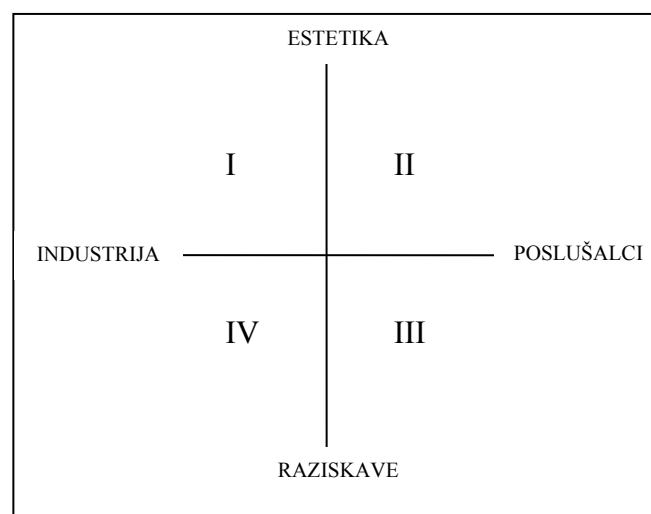 ESTETIKA
I II
INDUSTRIJA POSLUŠALCI
IV III
RAZISKAVE